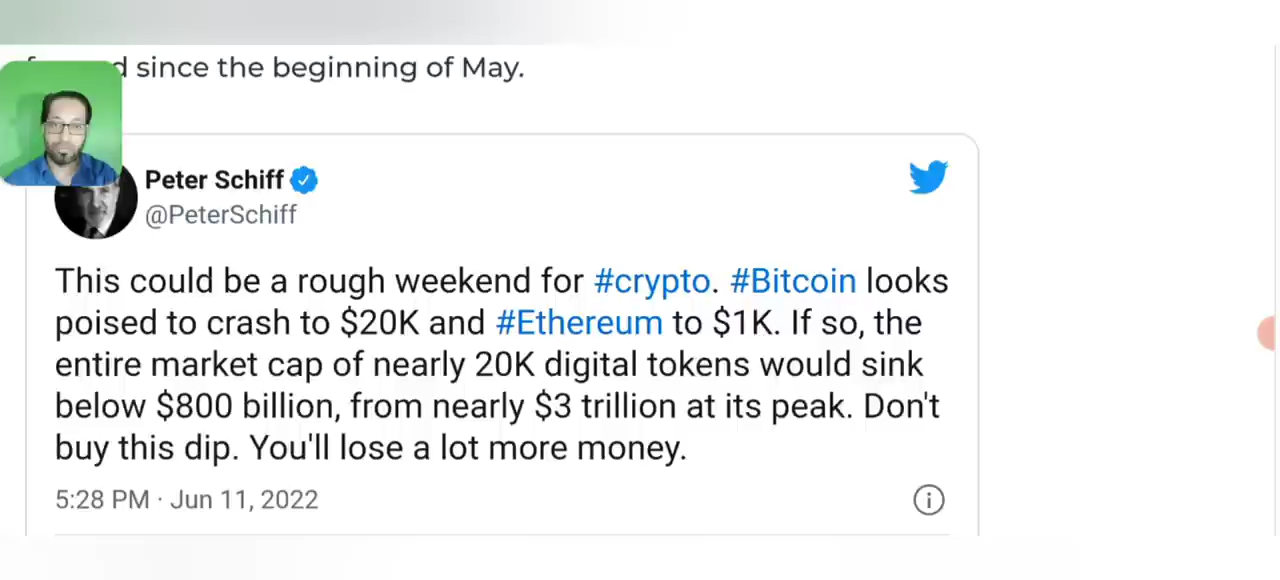 d since the beginning of May.
Peter Schiff
@PeterSchiff
This could be a rough weekend for #crypto. #Bitcoin looks
poised to crash to $20K and #Ethereum to $1K. If so, the
entire market cap of nearly 20K digital tokens would sink
below $800 billion, from nearly $3 trillion at its peak. Don't
buy this dip. You'll lose a lot more money.
5:28 PM · Jun 11, 2022